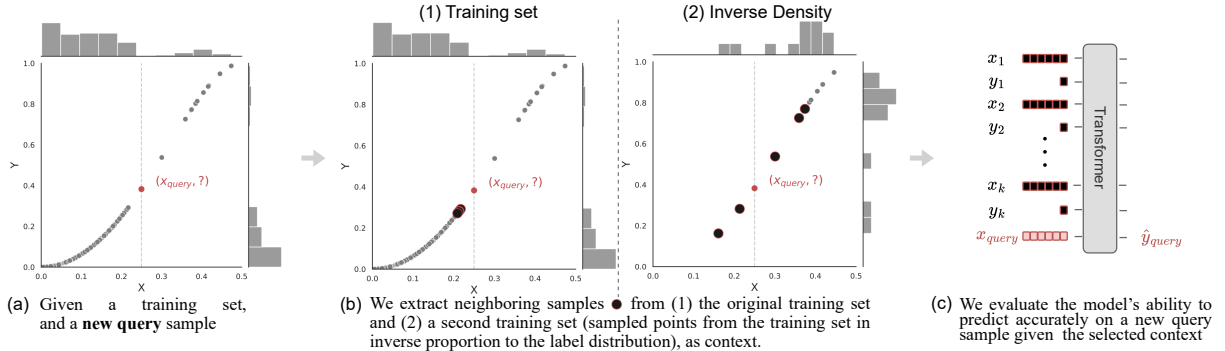 (1) Training set
(2) Inverse Density
1.0
0.8
0.6
0.4
0.2
0.0
Y
0.0 0.1 0.2 0.3 0.4 0.5
X
(x_query, ?)
1.0
0.8
0.6
0.4
0.2
0.0
Y
0.0 0.1 0.2 0.3 0.4 0.5
X
(x_query, ?)
1.0
0.8
0.6
0.4
0.2
0.0
Y
0.0 0.1 0.2 0.3 0.4 0.5
X
(x_query, ?)
x_1
y_1
x_2
y_2
x_k
y_k
x_query
Transformer
ŷ_query
(a) Given a training set,
and a new query sample
(b) We extract neighboring samples from (1) the original training set
and (2) a second training set (sampled points from the training set in
inverse proportion to the label distribution), as context.
(c) We evaluate the model's ability to
predict accurately on a new query
sample given the selected context